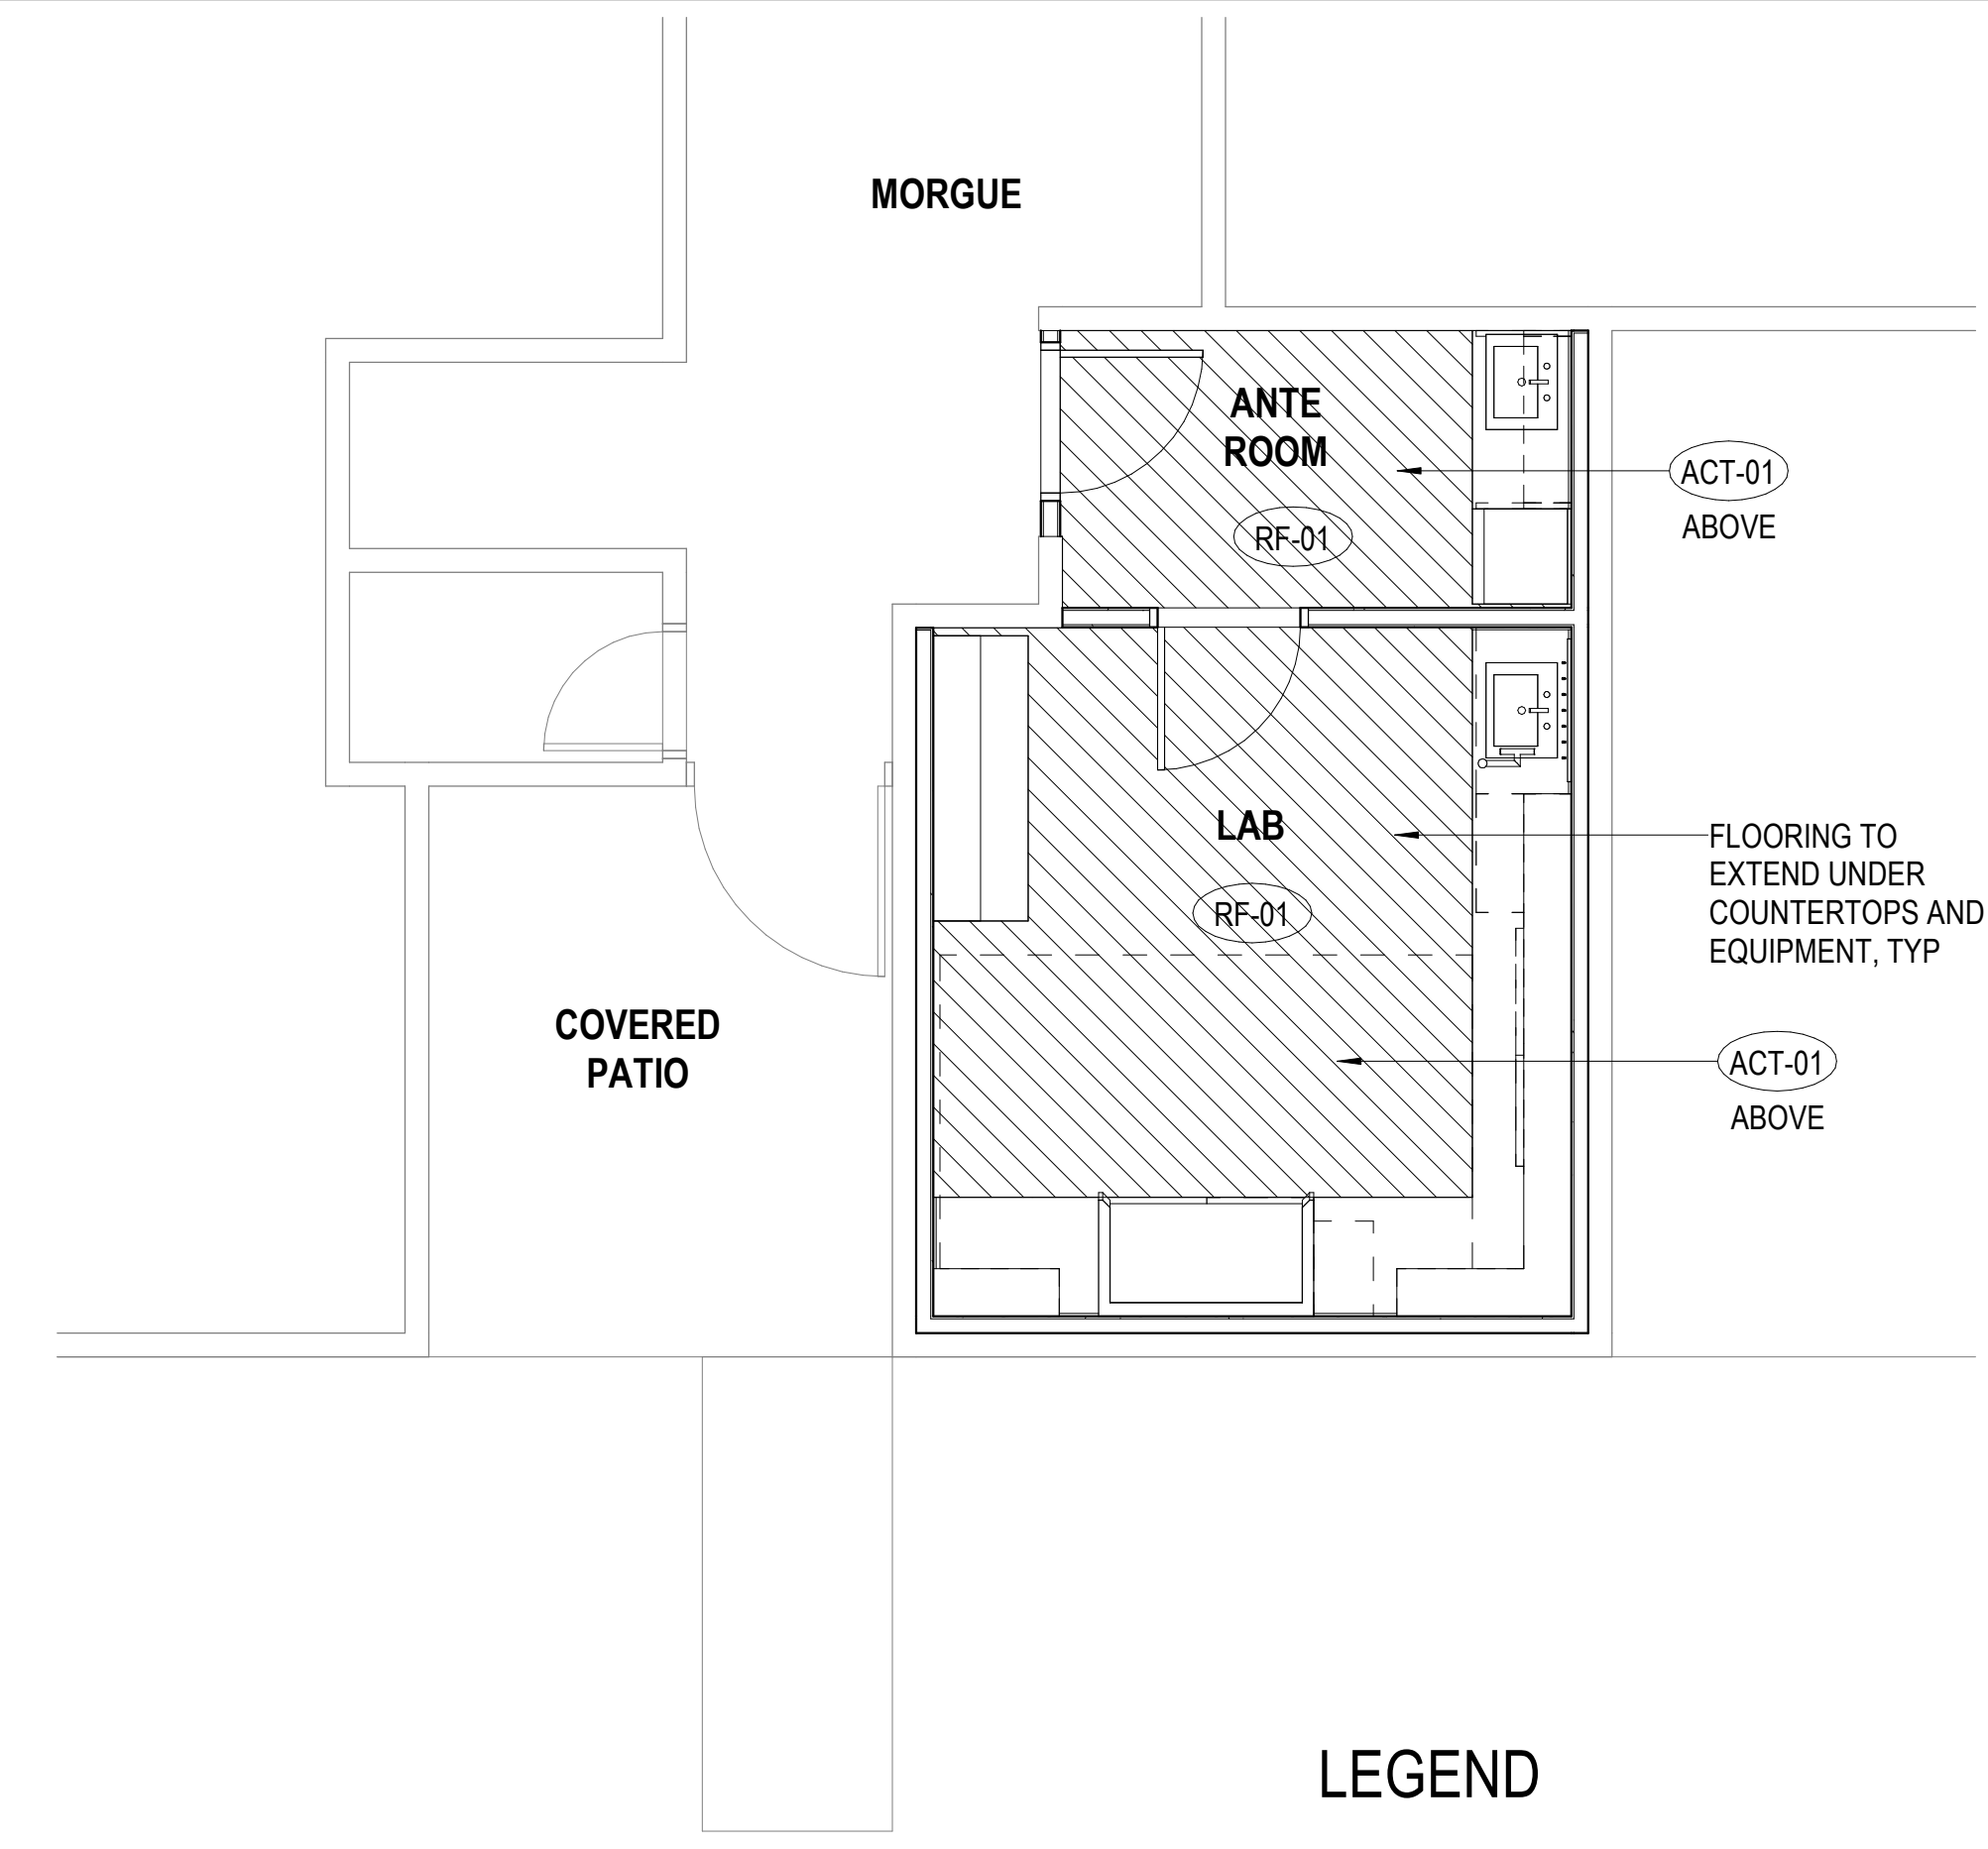 MORGUE
ANTE
ROOM
RF-01
ACT-01
ABOVE
LAB
RF-01
FLOORING TO
EXTEND UNDER
COUNTERTOPS AND
EQUIPMENT, TYP
COVERED
PATIO
ACT-01
ABOVE
LEGEND